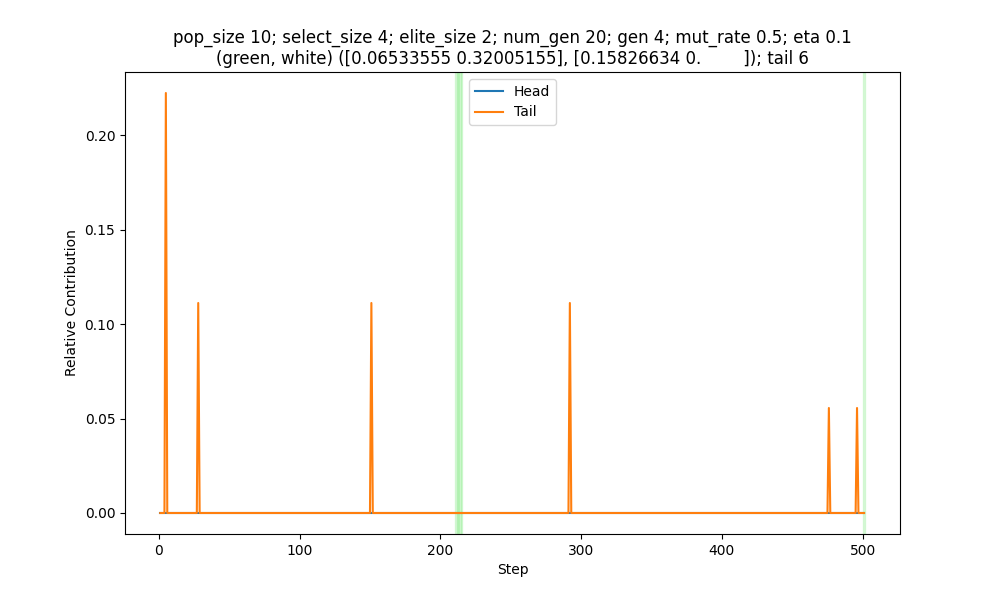 pop_size 10; select_size 4; elite_size 2; num_gen 20; gen 4; mut_rate 0.5; eta 0.1
(green, white) ([0.06533555 0.32005155], [0.15826634 0.        ]); tail 6
Head
Tail
0.20
0.15
0.10
0.05
0.00
Relative Contribution
0 100 200 300 400 500
Step